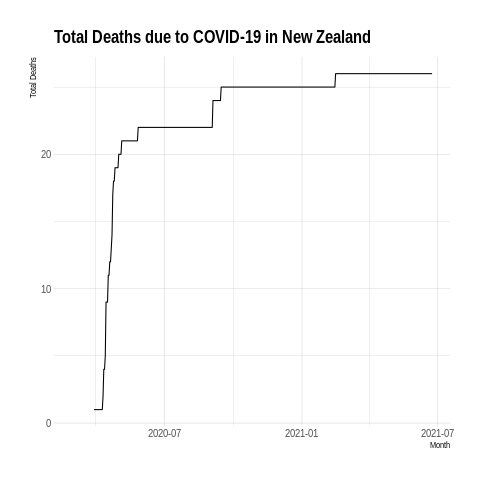 Total Deaths due to COVID-19 in New Zealand
Total Deaths
20
10
0
2020-07 2021-01 2021-07
Month